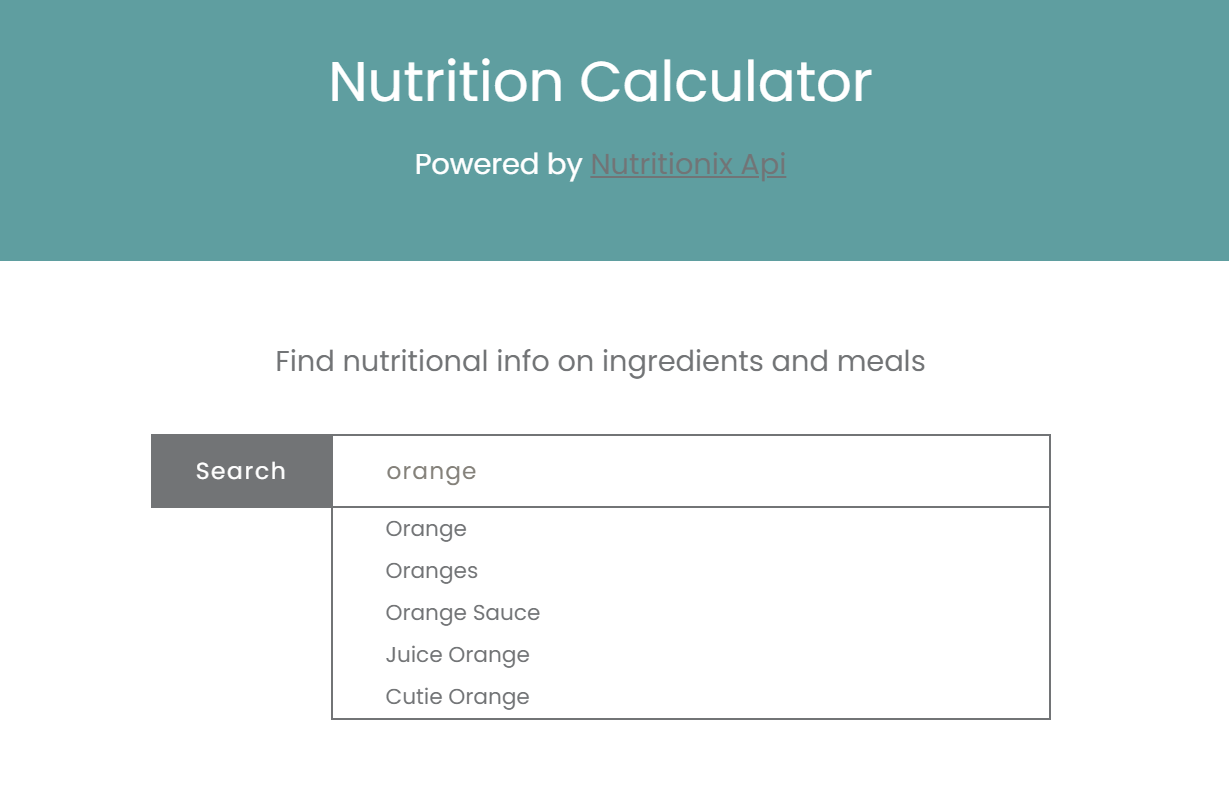 Nutrition Calculator
Powered by Nutritionix Api
Find nutritional info on ingredients and meals
Search
orange
Orange
Oranges
Orange Sauce
Juice Orange
Cutie Orange